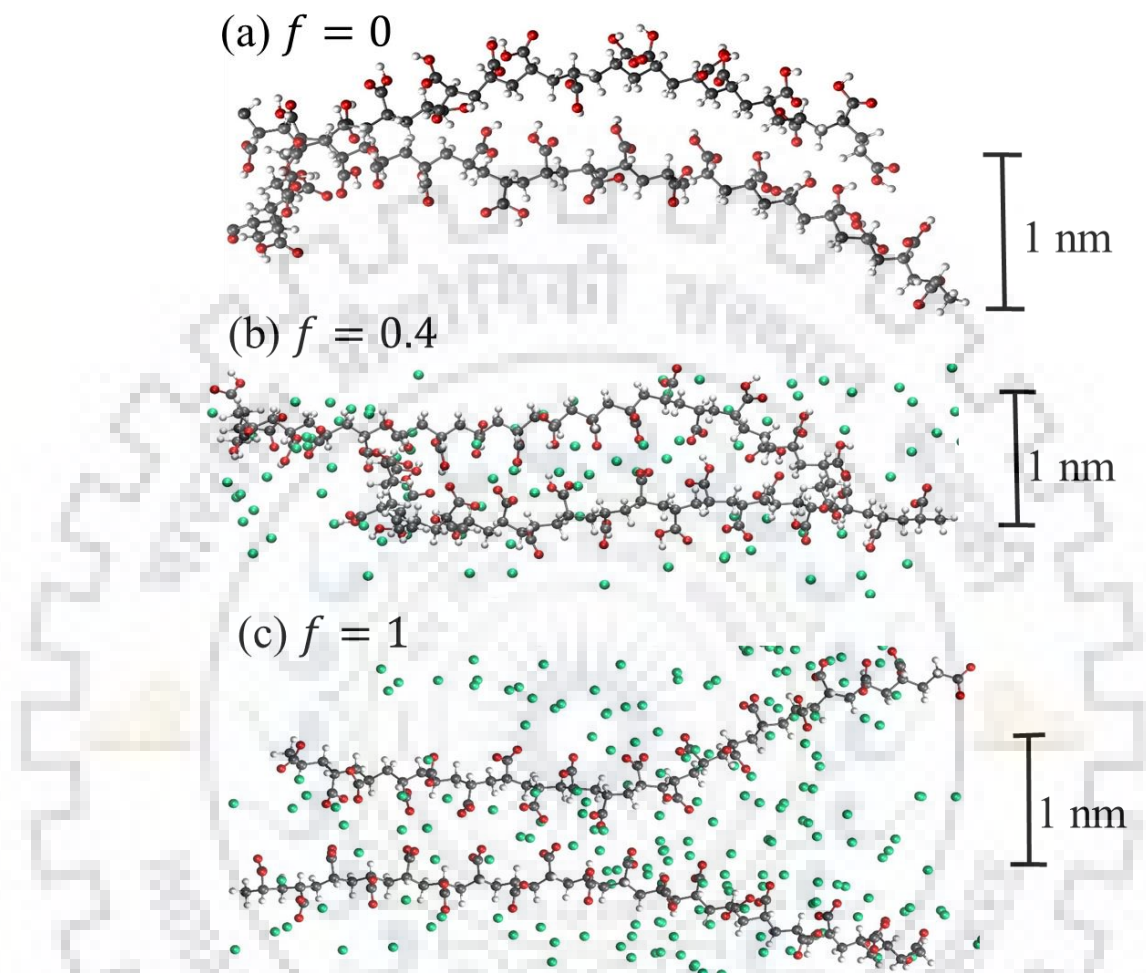 (a) f = 0
1 nm
(b) f = 0.4
1 nm
(c) f = 1
1 nm